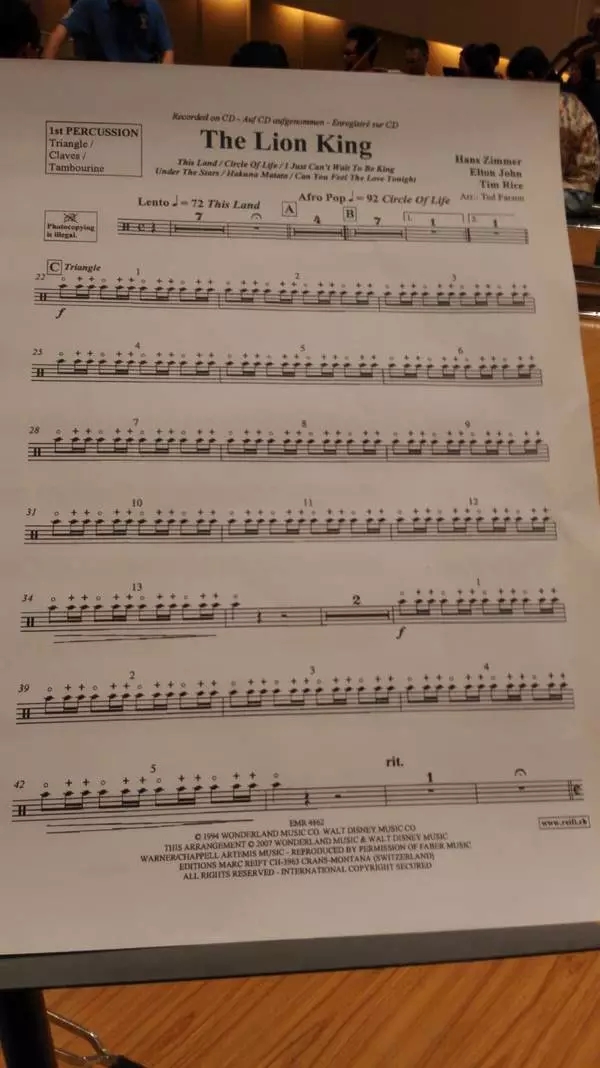 Recorded on CD - Auf CD aufgenommen - Enregistré sur CD
1st PERCUSSION
Triangle /
Claves /
Tambourine
The Lion King
This Land / Circle Of Life / I Just Can't Wait To Be King
Under The Stars / Hakuna Matata / Can You Feel The Love Tonight
Hans Zimmer
Elton John
Tim Rice
Arr.: Ted Parson
Photocopying
is illegal.
Lento ♩ = 72 This Land
Afro Pop ♩ = 92 Circle Of Life
7 A 4 B 7 1. 1 2. 1
C Triangle
22 1 2 3
f
25 4 5 6
28 7 8 9
31 10 11 12
34 13 2 1
f
39 2 3 4
42 5 rit. 1
EMR 4862
© 1994 WONDERLAND MUSIC CO. WALT DISNEY MUSIC CO
THIS ARRANGEMENT © 2007 WONDERLAND MUSIC & WALT DISNEY MUSIC
WARNER/CHAPPELL ARTEMIS MUSIC - REPRODUCED BY PERMISSION OF FABER MUSIC
EDITIONS MARC REIFT CH-3963 CRANS-MONTANA (SWITZERLAND)
ALL RIGHTS RESERVED - INTERNATIONAL COPYRIGHT SECURED
www.reift.ch